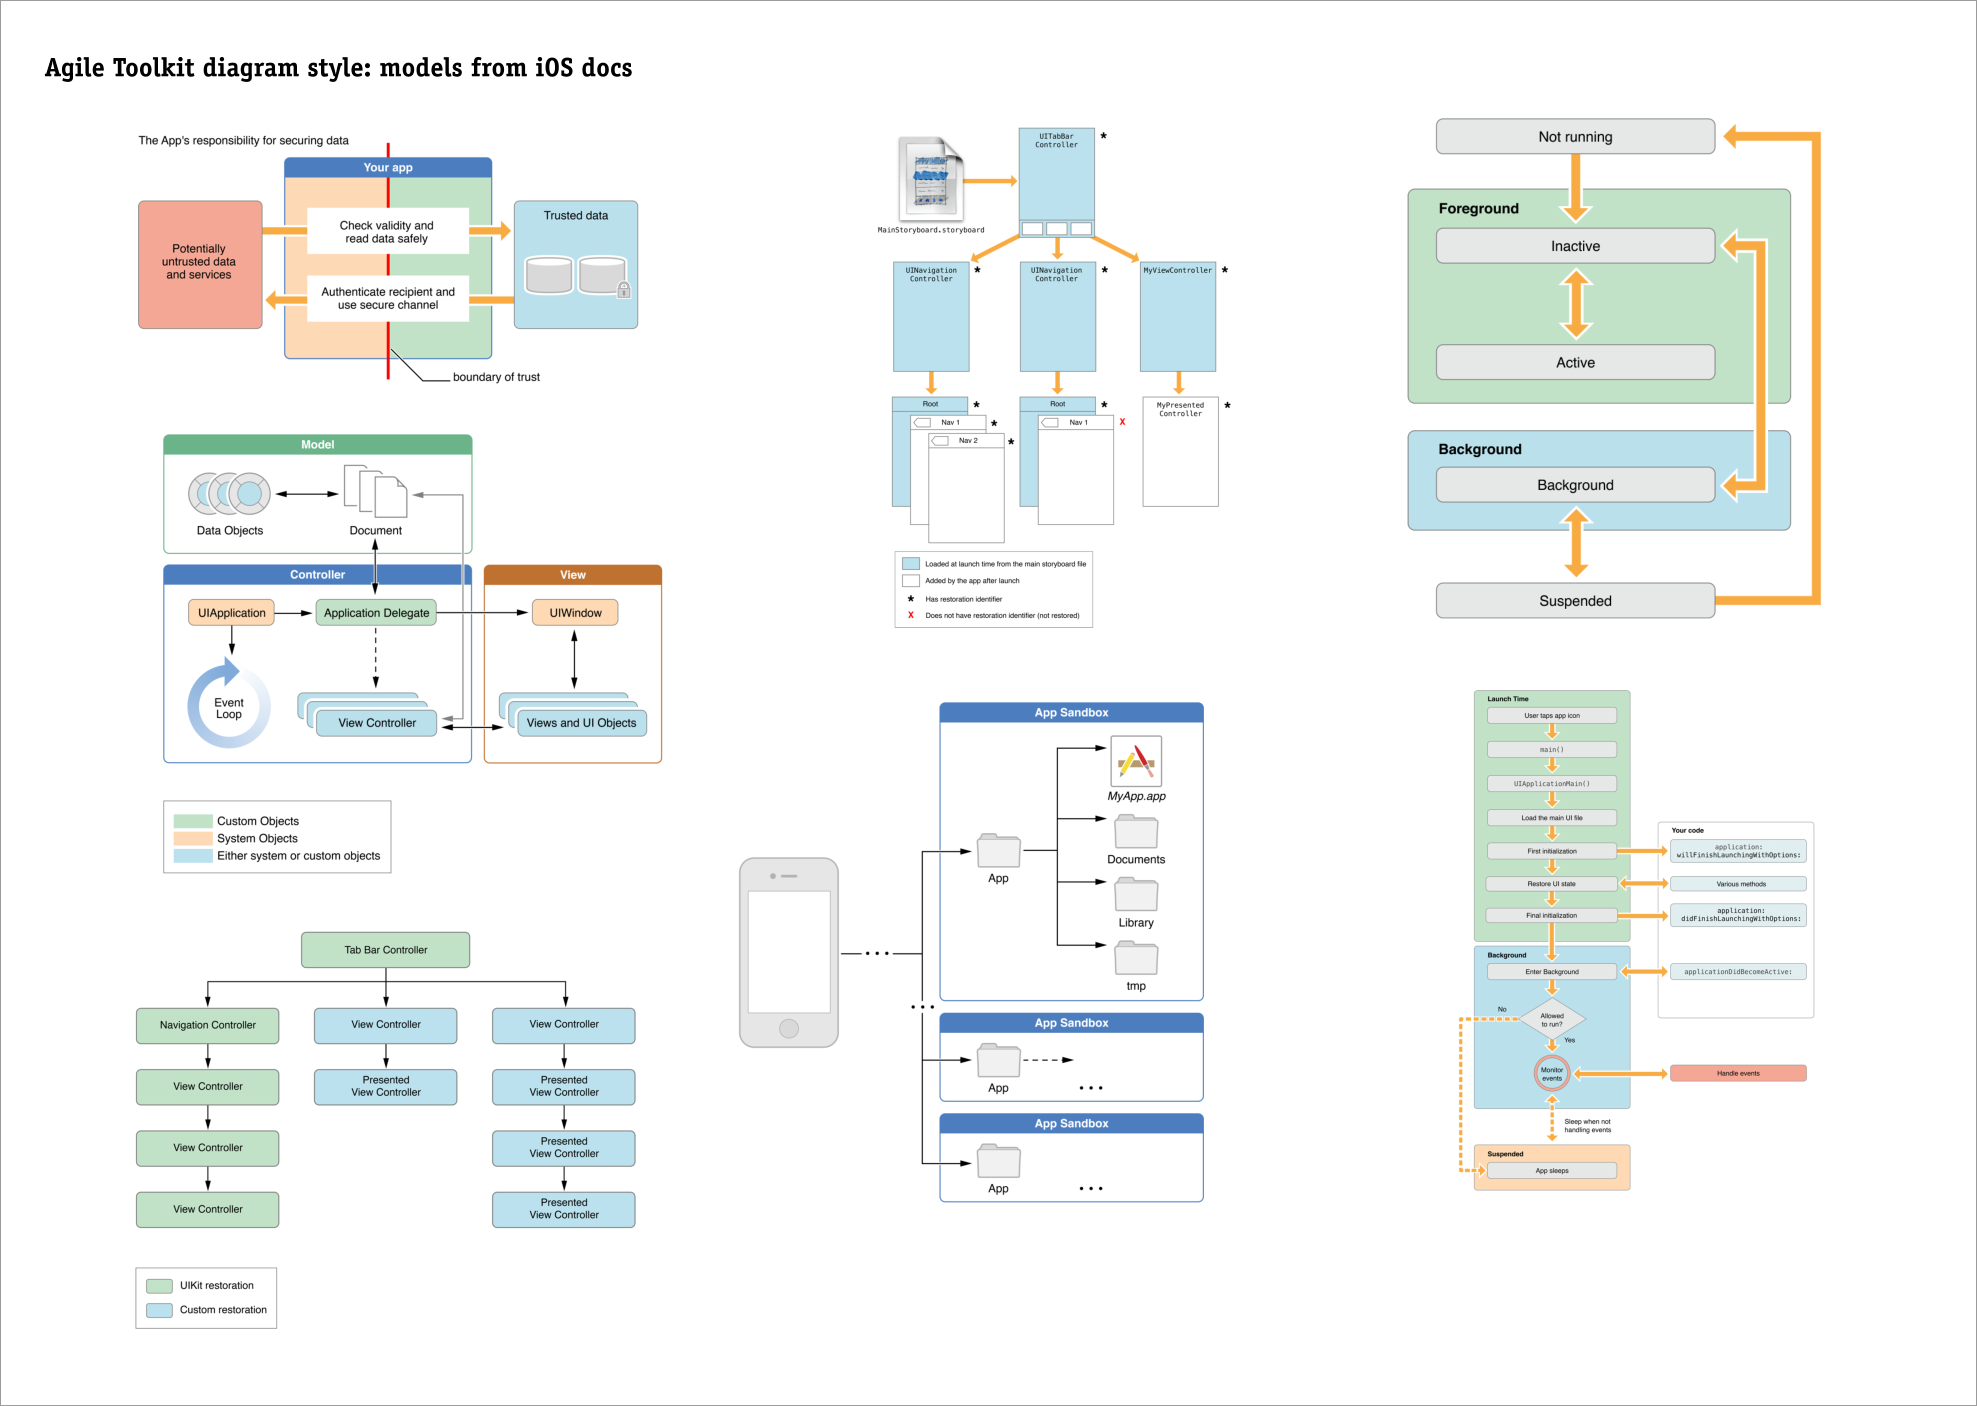 Agile Toolkit diagram style: models from iOS docs
The App's responsibility for securing data
Your app
Potentially
untrusted data
and services
Check validity and
read data safely
Authenticate recipient and
use secure channel
Trusted data
boundary of trust
Model
Data Objects
Document
Controller
UIApplication
Application Delegate
Event
Loop
View Controller
View
UIWindow
Views and UI Objects
Custom Objects
System Objects
Either system or custom objects
Tab Bar Controller
Navigation Controller
View Controller
View Controller
View Controller
View Controller
Presented
View Controller
View Controller
Presented
View Controller
Presented
View Controller
Presented
View Controller
UIKit restoration
Custom restoration
MainStoryboard.storyboard
UITabBar
Controller
*
UINavigation
Controller
*
UINavigation
Controller
*
MyViewController
*
Root
*
Nav 1
*
Nav 2
*
Root
*
Nav 1
X
MyPresented
Controller
*
Loaded at launch time from the main storyboard file
Added by the app after launch
* Has restoration identifier
X Does not have restoration identifier (not restored)
App Sandbox
App
MyApp.app
Documents
Library
tmp
App Sandbox
App
App Sandbox
App
Not running
Foreground
Inactive
Active
Background
Background
Suspended
Launch Time
User taps app icon
main()
UIApplicationMain()
Load the main UI file
First initialization
Restore UI state
Final initialization
Your code
application:
willFinishLaunchingWithOptions:
Various methods
application:
didFinishLaunchingWithOptions:
applicationDidBecomeActive:
Background
Enter Background
Allowed
to run?
No
Yes
Monitor
events
Handle events
Sleep when not
handling events
Suspended
App sleeps